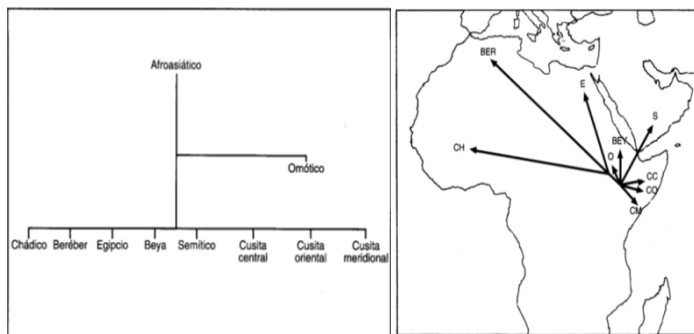 Afroasiático
Omótico
Chádico Beréber Egipcio Beya Semítico Cusita central Cusita oriental Cusita meridional
BER
E
S
BEY
CH
O
CC
CO
CM